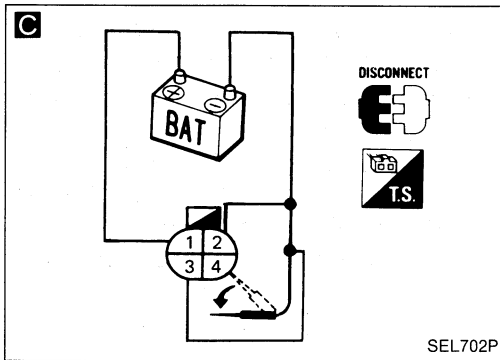 C
DISCONNECT
+ -
BAT
T.S.
1 2
3 4
SEL702P